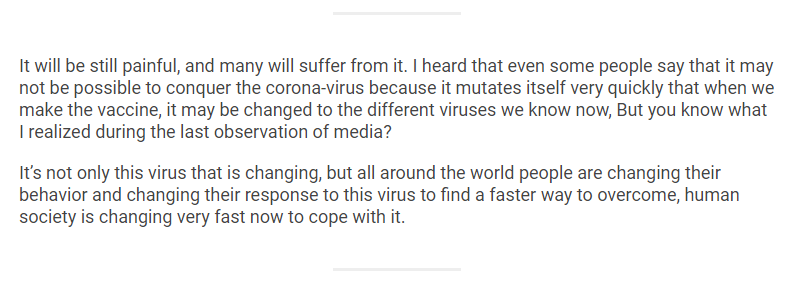 It will be still painful, and many will suffer from it. I heard that even some people say that it may
not be possible to conquer the corona-virus because it mutates itself very quickly that when we
make the vaccine, it may be changed to the different viruses we know now, But you know what
I realized during the last observation of media?
It’s not only this virus that is changing, but all around the world people are changing their
behavior and changing their response to this virus to find a faster way to overcome, human
society is changing very fast now to cope with it.